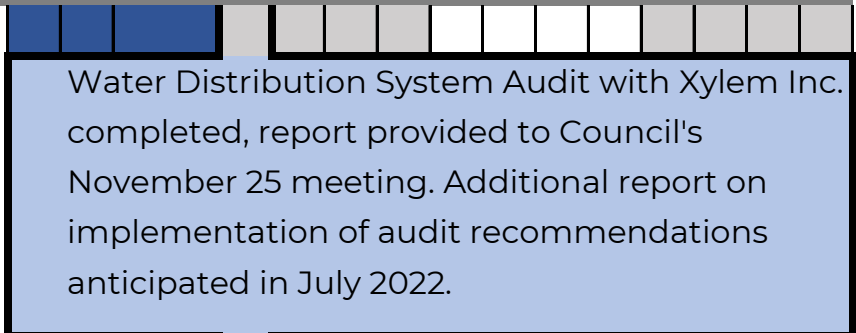 Water Distribution System Audit with Xylem Inc.
completed, report provided to Council's
November 25 meeting. Additional report on
implementation of audit recommendations
anticipated in July 2022.